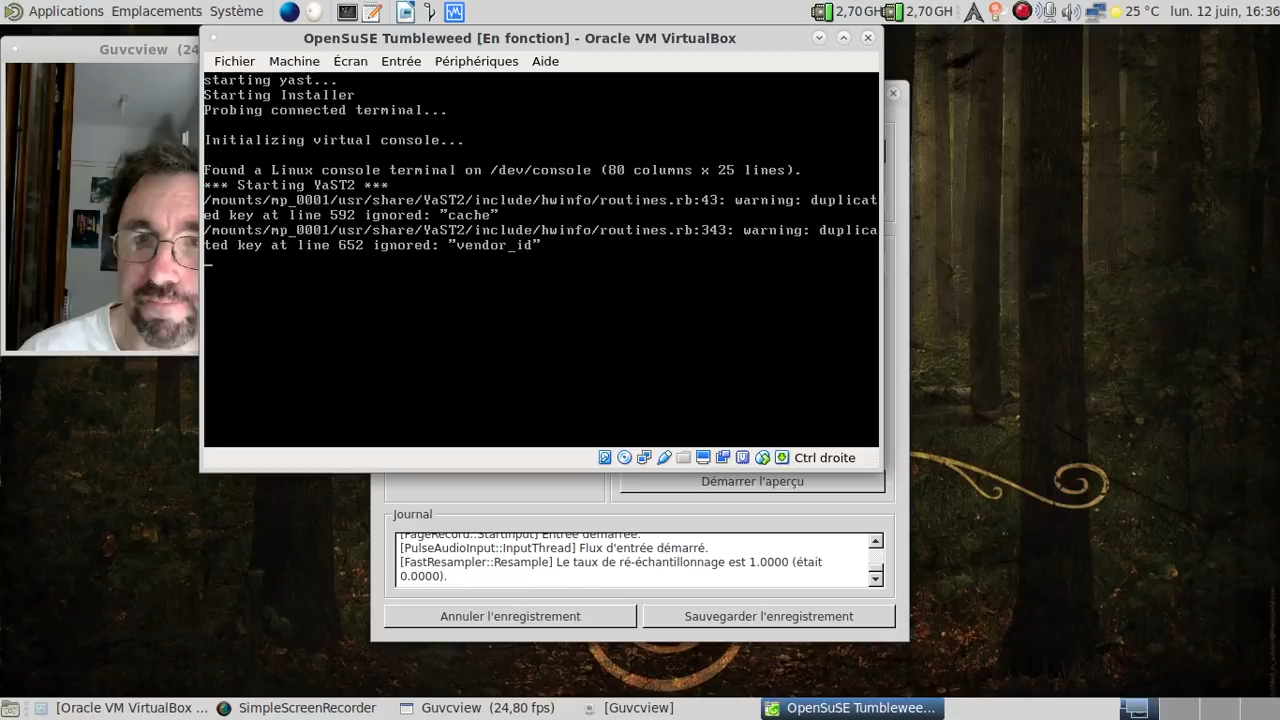 Applications Emplacements Système
2,70 GH
2,70 GH
25 °C lun. 12 juin, 16:36
Guvcview (24
OpenSuSE Tumbleweed [En fonction] - Oracle VM VirtualBox
Fichier Machine Écran Entrée Périphériques Aide
starting yast...
Starting Installer
Probing connected terminal...
Initializing virtual console...
Found a Linux console terminal on /dev/console (80 columns x 25 lines).
*** Starting YaST2 ***
/mounts/mp_0001/usr/share/YaST2/include/hwinfo/routines.rb:43: warning: duplicat
ed key at line 592 ignored: "cache"
/mounts/mp_0001/usr/share/YaST2/include/hwinfo/routines.rb:343: warning: duplica
ted key at line 652 ignored: "vendor_id"
Ctrl droite
Démarrer l'aperçu
Journal
[PageRecord::StartInput] Entrée démarrée.
[PulseAudioInput::InputThread] Flux d'entrée démarré.
[FastResampler::Resample] Le taux de ré-échantillonnage est 1.0000 (était
0.0000).
Annuler l'enregistrement Sauvegarder l'enregistrement
[Oracle VM VirtualBox ... SimpleScreenRecorder Guvcview (24,80 fps) [Guvcview] OpenSuSE Tumblewee...